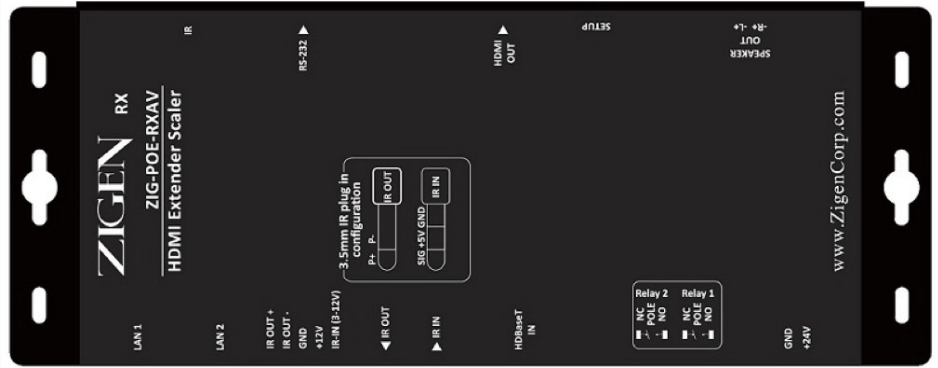 ZIGEN RX
ZIG-POE-RXAV
HDMI Extender Scaler
IR
RS-232
HDMI
OUT
SETUP
SPEAKER
OUT
-R+ -L+
3.5mm IR plug in
configuration
P+ P-
IR OUT
SIG +5V GND
IR IN
LAN 1
LAN 2
IR OUT +
IR OUT -
GND
+12V
IR-IN (3-12V)
◀ IR OUT
▶ IR IN
HDBaseT
IN
Relay 2
NC
POLE
NO
Relay 1
NC
POLE
NO
GND
+24V
www.ZigenCorp.com